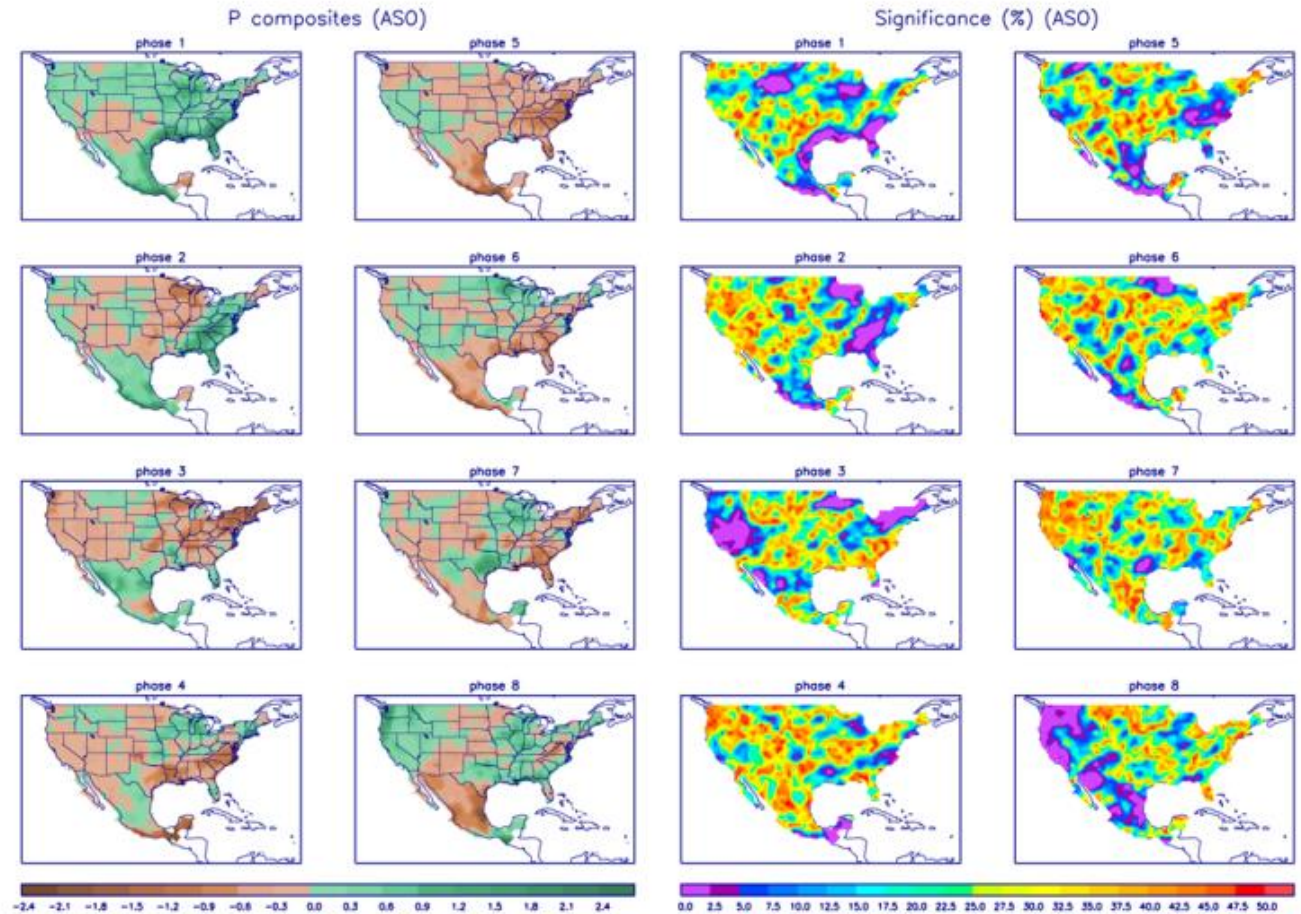 P composites (ASO)
Significance (%) (ASO)
phase 1
phase 5
phase 1
phase 5
phase 2
phase 6
phase 2
phase 6
phase 3
phase 7
phase 3
phase 7
phase 4
phase 8
phase 4
phase 8
-2.4 -2.1 -1.8 -1.5 -1.2 -0.9 -0.6 -0.3 0.0 0.3 0.6 0.9 1.2 1.5 1.8 2.1 2.4
0.0 2.5 5.0 7.5 10.0 12.5 15.0 17.5 20.0 22.5 25.0 27.5 30.0 32.5 35.0 37.5 40.0 42.5 45.0 47.5 50.0